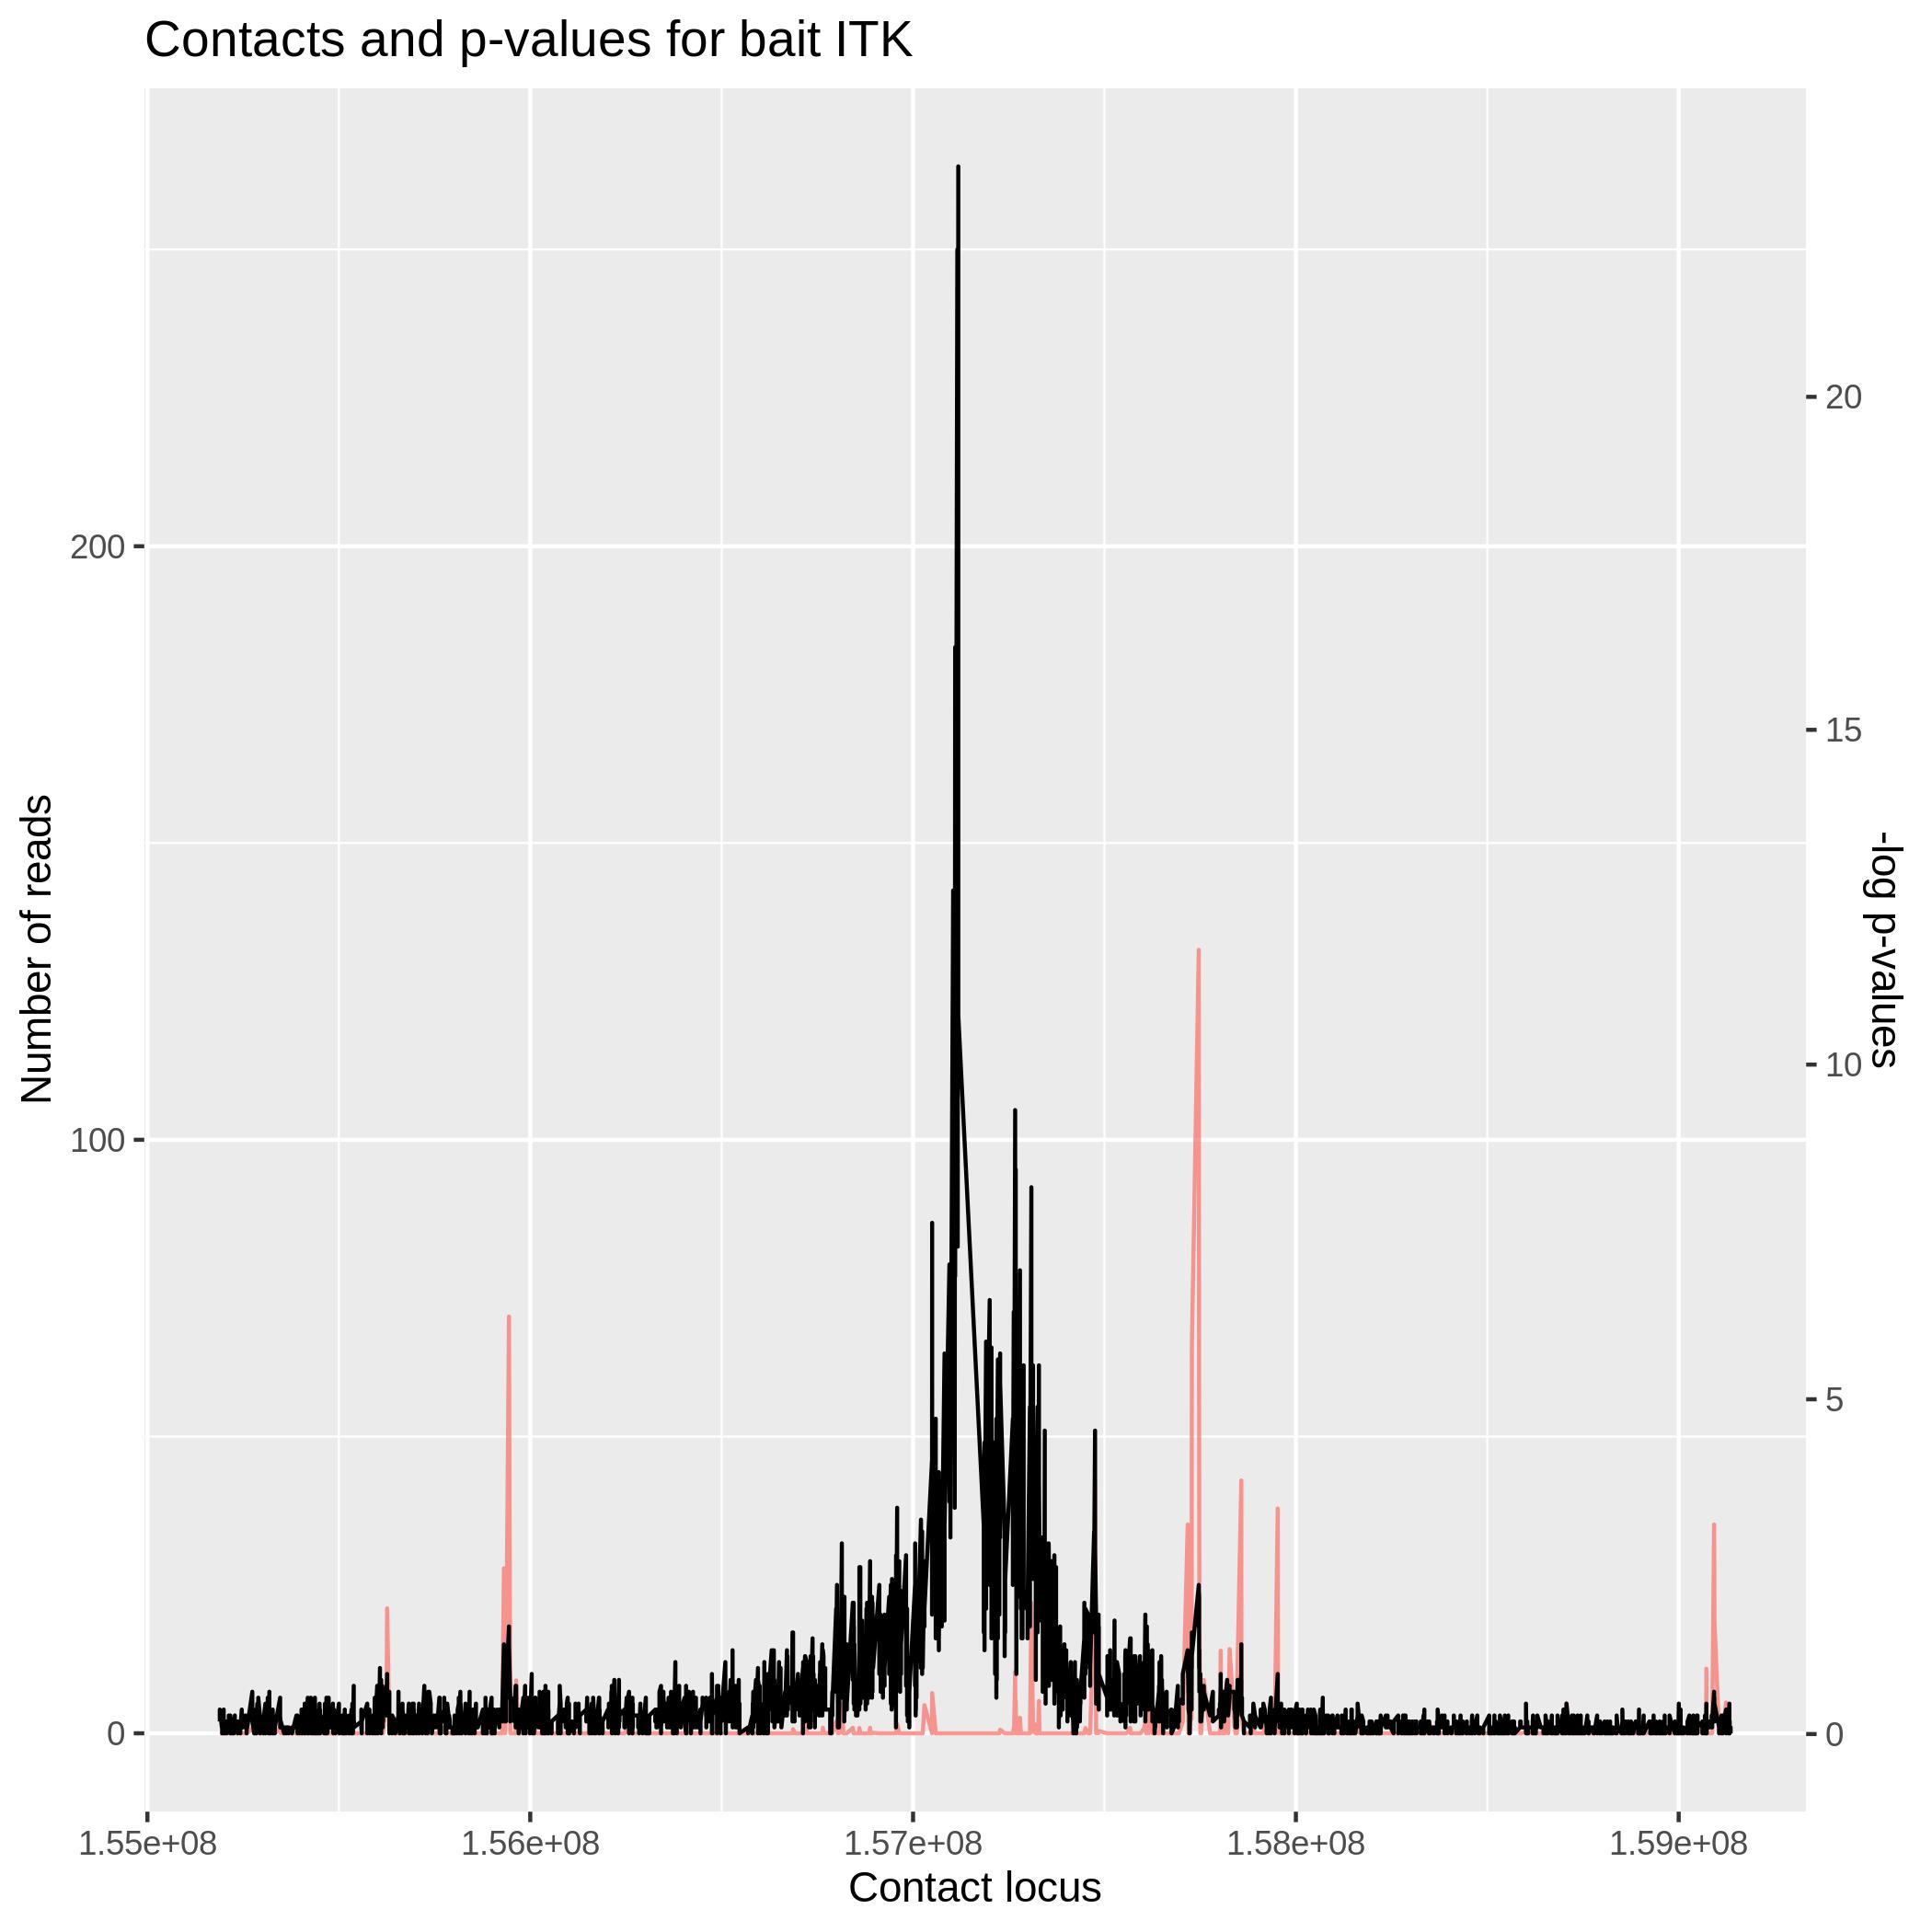 Contacts and p-values for bait ITK
Number of reads
200
100
0
20
15
10
5
0
-log p-values
1.55e+08 1.56e+08 1.57e+08 1.58e+08 1.59e+08
Contact locus